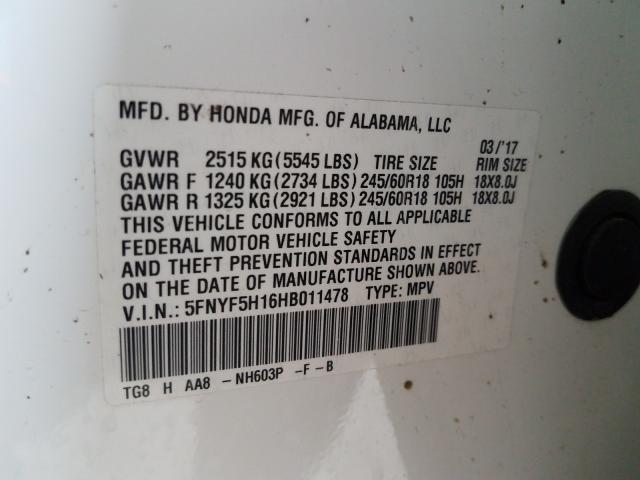 MFD. BY HONDA MFG. OF ALABAMA, LLC
03/'17
GVWR 2515 KG (5545 LBS) TIRE SIZE RIM SIZE
GAWR F 1240 KG (2734 LBS) 245/60R18 105H 18X8.0J
GAWR R 1325 KG (2921 LBS) 245/60R18 105H 18X8.0J
THIS VEHICLE CONFORMS TO ALL APPLICABLE
FEDERAL MOTOR VEHICLE SAFETY
AND THEFT PREVENTION STANDARDS IN EFFECT
ON THE DATE OF MANUFACTURE SHOWN ABOVE.
V.I.N.: 5FNYF5H16HB011478 TYPE: MPV
TG8 H AA8 - NH603P - F - B